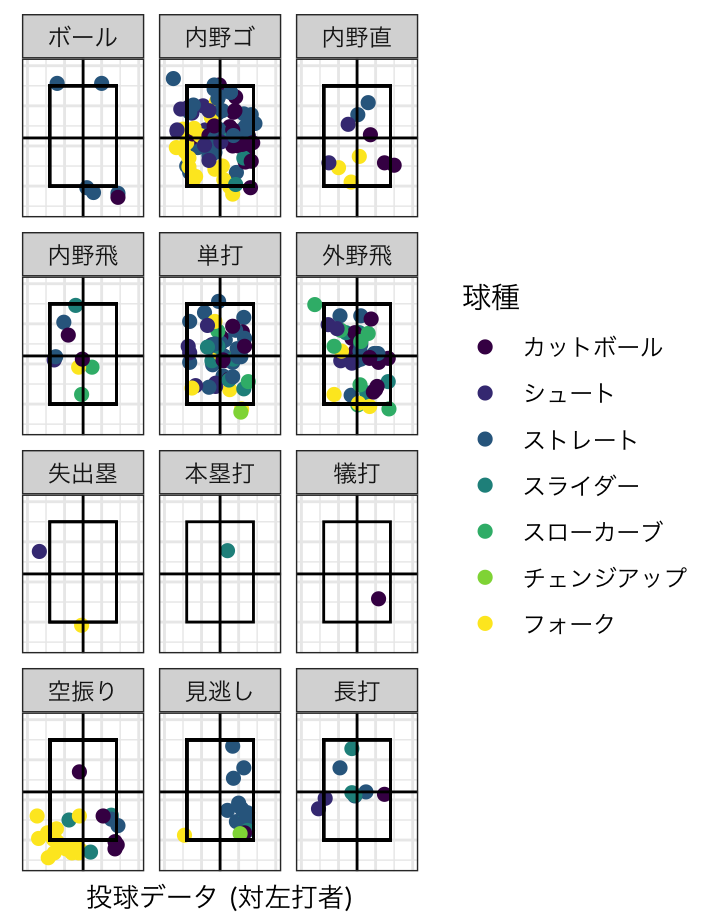 ボール
内野ゴ
内野直
内野飛
単打
外野飛
失出塁
本塁打
犠打
空振り
見逃し
長打
球種
カットボール
シュート
ストレート
スライダー
スローカーブ
チェンジアップ
フォーク
投球データ (対左打者)